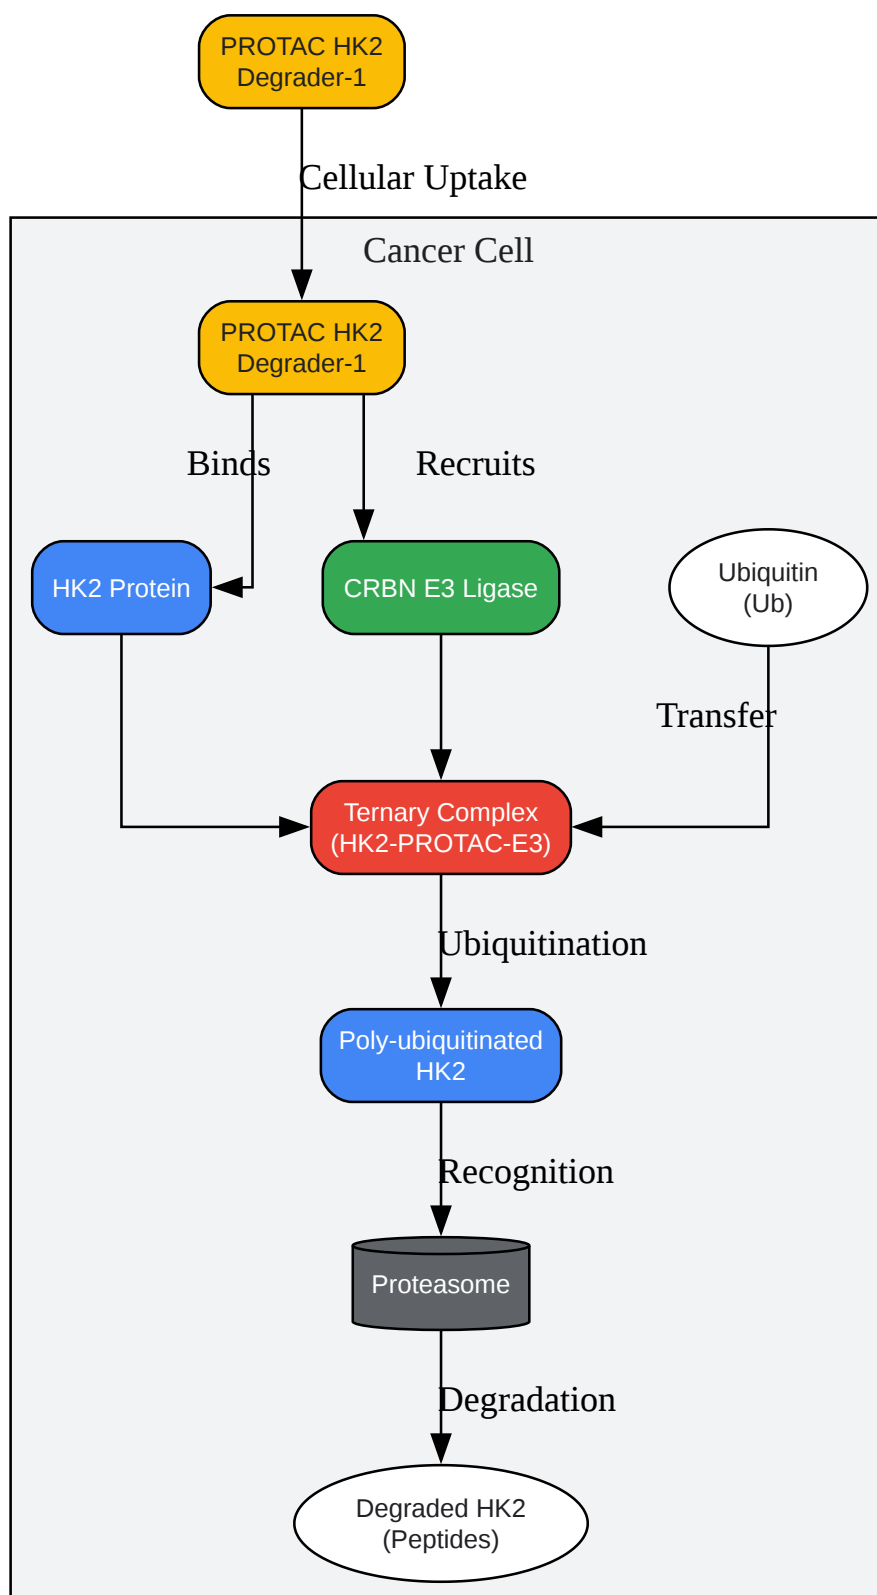 PROTAC HK2
Degrader-1
Cellular Uptake
Cancer Cell
PROTAC HK2
Degrader-1
Binds
Recruits
HK2 Protein
CRBN E3 Ligase
Ubiquitin
(Ub)
Transfer
Ternary Complex
(HK2-PROTAC-E3)
Ubiquitination
Poly-ubiquitinated
HK2
Recognition
Proteasome
Degradation
Degraded HK2
(Peptides)